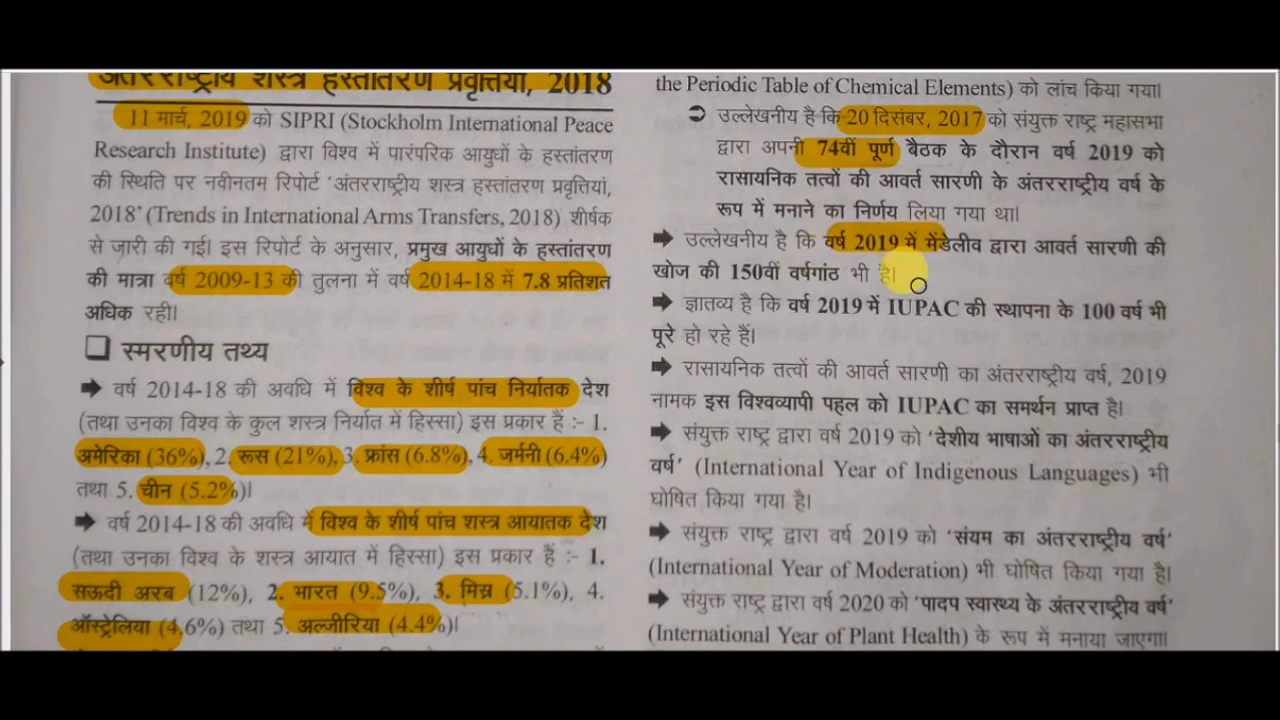 अंतरराष्ट्रीय शस्त्र हस्तांतरण प्रवृत्तियां, 2018
11 मार्च, 2019 को SIPRI (Stockholm International Peace
Research Institute) द्वारा विश्व में पारंपरिक आयुधों के हस्तांतरण
की स्थिति पर नवीनतम रिपोर्ट 'अंतरराष्ट्रीय शस्त्र हस्तांतरण प्रवृत्तियां,
2018' (Trends in International Arms Transfers, 2018) शीर्षक
से जारी की गई। इस रिपोर्ट के अनुसार, प्रमुख आयुधों के हस्तांतरण
की मात्रा वर्ष 2009-13 की तुलना में वर्ष 2014-18 में 7.8 प्रतिशत
अधिक रही।
❑ स्मरणीय तथ्य
➡ वर्ष 2014-18 की अवधि में विश्व के शीर्ष पांच निर्यातक देश
(तथा उनका विश्व के कुल शस्त्र निर्यात में हिस्सा) इस प्रकार हैं :- 1.
अमेरिका (36%), 2. रूस (21%), 3. फ्रांस (6.8%), 4. जर्मनी (6.4%)
तथा 5. चीन (5.2%)।
➡ वर्ष 2014-18 की अवधि में विश्व के शीर्ष पांच शस्त्र आयातक देश
(तथा उनका विश्व के शस्त्र आयात में हिस्सा) इस प्रकार हैं :- 1.
सऊदी अरब (12%), 2. भारत (9.5%), 3. मिस्र (5.1%), 4.
ऑस्ट्रेलिया (4.6%) तथा 5. अल्जीरिया (4.4%)।
the Periodic Table of Chemical Elements) को लांच किया गया।
➲ उल्लेखनीय है कि 20 दिसंबर, 2017 को संयुक्त राष्ट्र महासभा
द्वारा अपनी 74वीं पूर्ण बैठक के दौरान वर्ष 2019 को
रासायनिक तत्वों की आवर्त सारणी के अंतरराष्ट्रीय वर्ष के
रूप में मनाने का निर्णय लिया गया था।
➡ उल्लेखनीय है कि वर्ष 2019 में मेंडेलीव द्वारा आवर्त सारणी की
खोज की 150वीं वर्षगांठ भी है।
➡ ज्ञातव्य है कि वर्ष 2019 में IUPAC की स्थापना के 100 वर्ष भी
पूरे हो रहे हैं।
➡ रासायनिक तत्वों की आवर्त सारणी का अंतरराष्ट्रीय वर्ष, 2019
नामक इस विश्वव्यापी पहल को IUPAC का समर्थन प्राप्त है।
➡ संयुक्त राष्ट्र द्वारा वर्ष 2019 को 'देशीय भाषाओं का अंतरराष्ट्रीय
वर्ष' (International Year of Indigenous Languages) भी
घोषित किया गया है।
➡ संयुक्त राष्ट्र द्वारा वर्ष 2019 को 'संयम का अंतरराष्ट्रीय वर्ष'
(International Year of Moderation) भी घोषित किया गया है।
➡ संयुक्त राष्ट्र द्वारा वर्ष 2020 को 'पादप स्वास्थ्य के अंतरराष्ट्रीय वर्ष'
(International Year of Plant Health) के रूप में मनाया जाएगा।